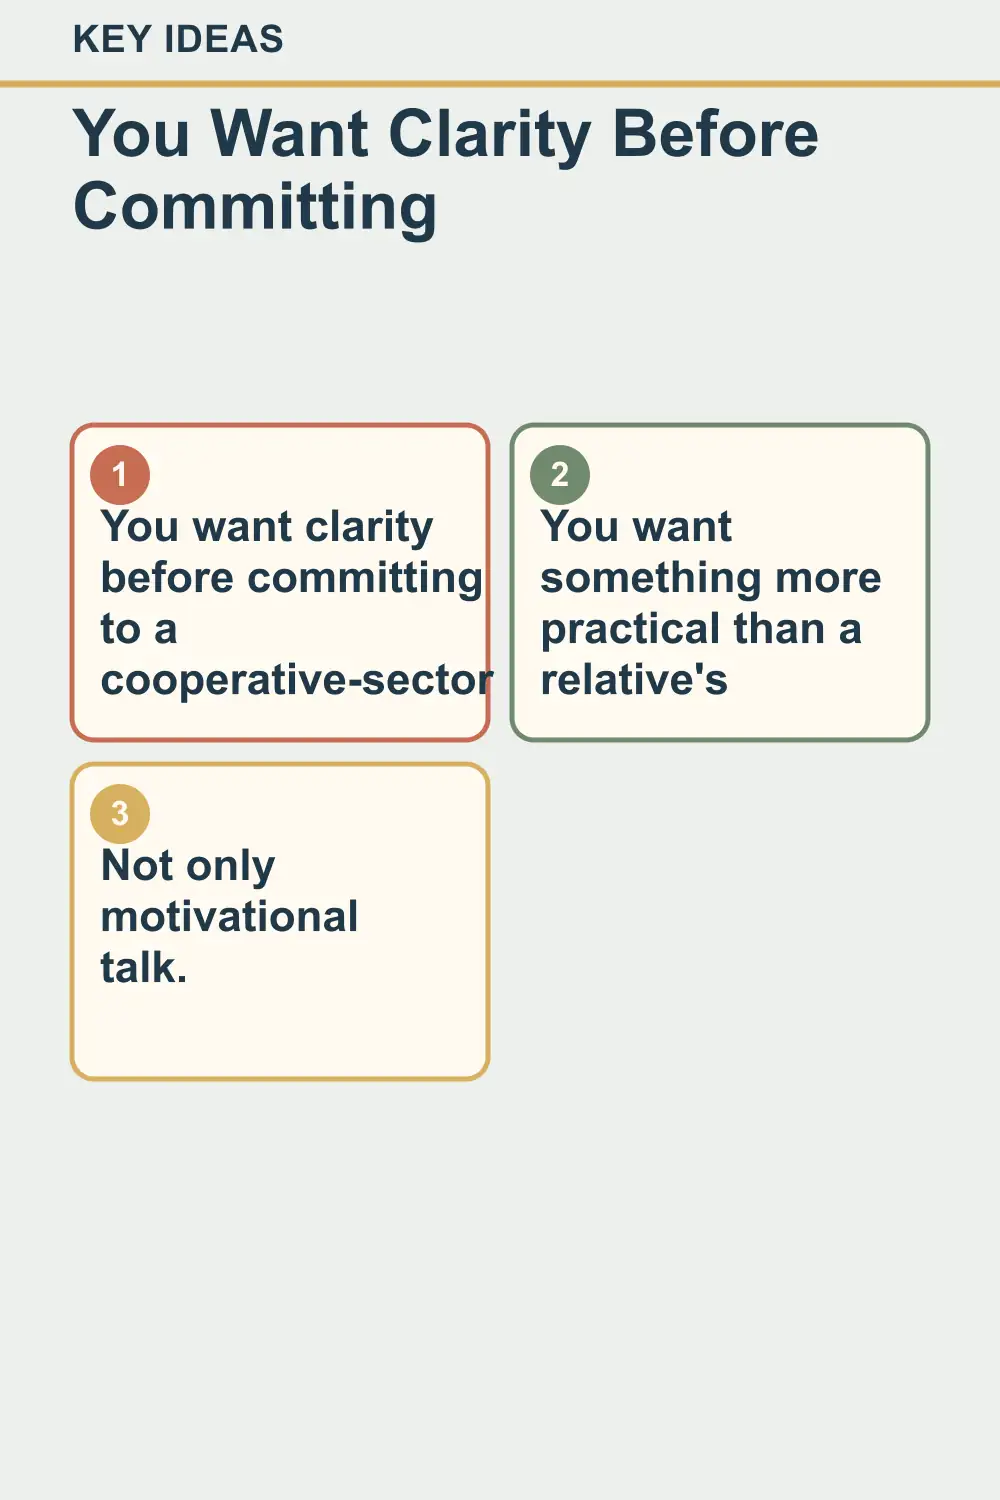 KEY IDEAS
You Want Clarity Before
Committing
1
You want clarity
before committing
to a
cooperative-sector
2
You want
something more
practical than a
relative's
3
Not only
motivational
talk.